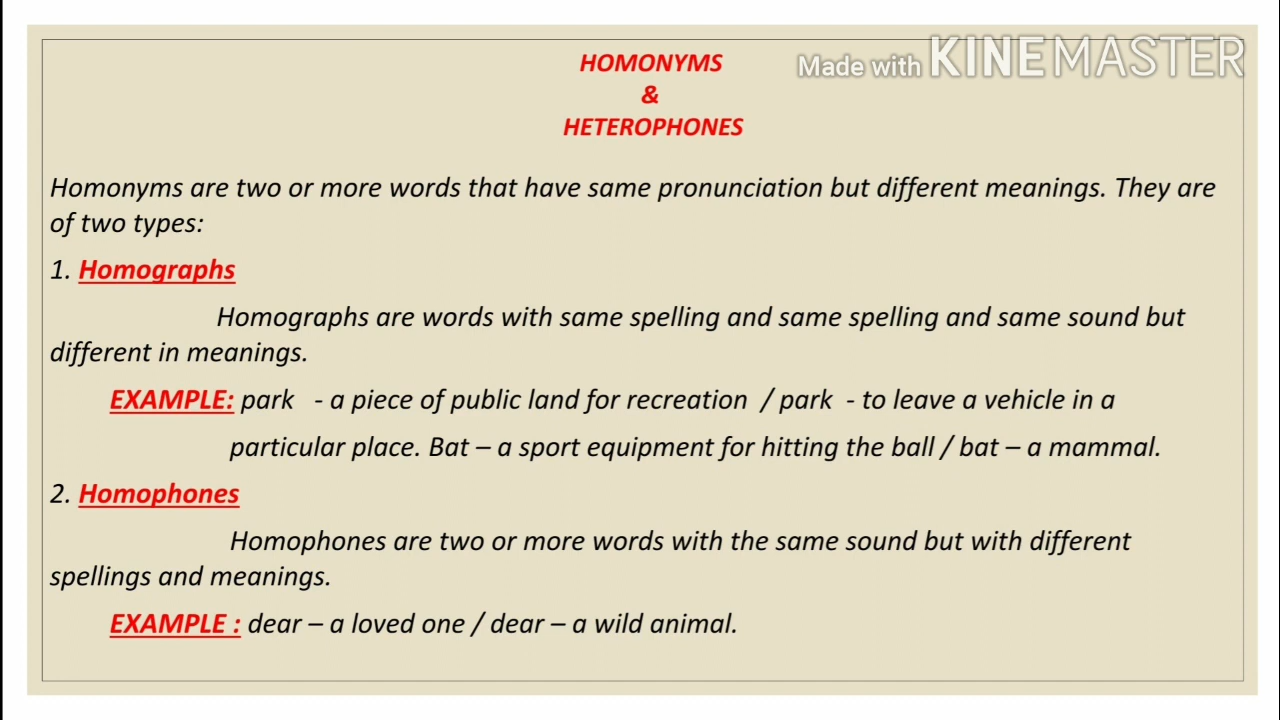 HOMONYMS
Made with KINEMASTER
&
HETEROPHONES
Homonyms are two or more words that have same pronunciation but different meanings. They are
of two types:
1. Homographs
Homographs are words with same spelling and same spelling and same sound but
different in meanings.
EXAMPLE: park - a piece of public land for recreation / park - to leave a vehicle in a
particular place. Bat – a sport equipment for hitting the ball / bat – a mammal.
2. Homophones
Homophones are two or more words with the same sound but with different
spellings and meanings.
EXAMPLE : dear – a loved one / dear – a wild animal.